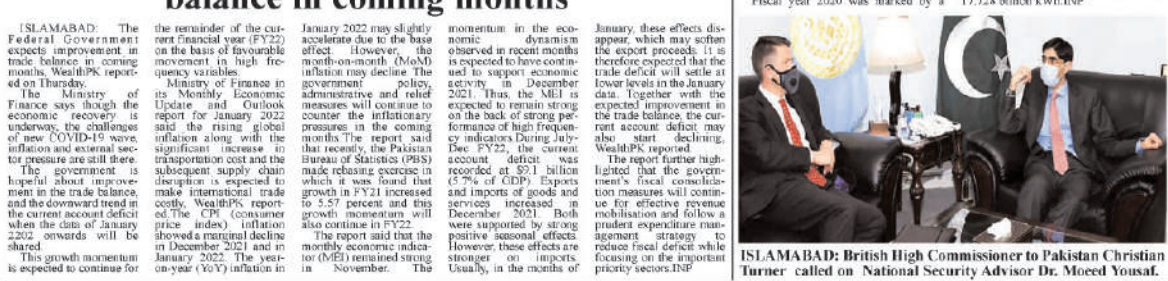 balance in coming months
ISLAMABAD: The
Federal Government
expects improvement in
trade balance in coming
months, WealthPK report-
ed on Thursday.
The Ministry of
Finance says though the
economic recovery is
underway, the challenges
of new COVID-19 wave,
inflation and external sec-
tor pressure are still there.
The government is
hopeful about improve-
ment in the trade balance,
and the downward trend in
the current account deficit
when the data of January
2202 onwards will be
shared.
This growth momentum
is expected to continue for
the remainder of the cur-
rent financial year (FY22)
on the basis of favourable
movement in high fre-
quency variables.
Ministry of Finance in
its Monthly Economic
Update and Outlook
report for January 2022
said the rising global
inflation along with the
significant increase in
transportation cost and the
subsequent supply chain
disruption is expected to
make international trade
costly, WealthPK report-
ed.The CPI (consumer
price index) inflation
showed a marginal decline
in December 2021 and in
January 2022. The year-
on-year (YoY) inflation in
January 2022 may slightly
accelerate due to the base
effect. However, the
month-on-month (MoM)
inflation may decline The
government policy,
administrative and relief
measures will continue to
counter the inflationary
pressures in the coming
months.The report said
that recently, the Pakistan
Bureau of Statistics (PBS)
made rebasing exercise in
which it was found that
growth in FY21 increased
to 5.57 percent and this
growth momentum will
also continue in FY22.
The report said that the
monthly economic indica-
tor (MEI) remained strong
in November. The
momentum in the eco-
nomic dynamism
observed in recent months
is expected to have contin-
ued to support economic
activity in December
2021. Thus, the MEI is
expected to remain strong
on the back of strong per-
formance of high frequen-
cy indicators During July-
Dec FY22, the current
account deficit was
recorded at $9.1 billion
(5.7% of GDP). Exports
and imports of goods and
services increased in
December 2021. Both
were supported by strong
positive seasonal effects.
However, these effects are
stronger on imports.
Usually, in the months of
January, these effects dis-
appear, which may soften
the export proceeds. It is
therefore expected that the
trade deficit will settle at
lower levels in the January
data. Together with the
expected improvement in
the trade balance, the cur-
rent account deficit may
also start declining,
WealthPK reported.
The report further high-
lighted that the govern-
ment's fiscal consolida-
tion measures will contin-
ue for effective revenue
mobilisation and follow a
prudent expenditure man-
agement strategy to
reduce fiscal deficit while
focusing on the important
priority sectors.INP
Fiscal year 2020 was marked by a
17,728 billion kWh.INP
ISLAMABAD: British High Commissioner to Pakistan Christian
Turner called on National Security Advisor Dr. Moeed Yousaf.